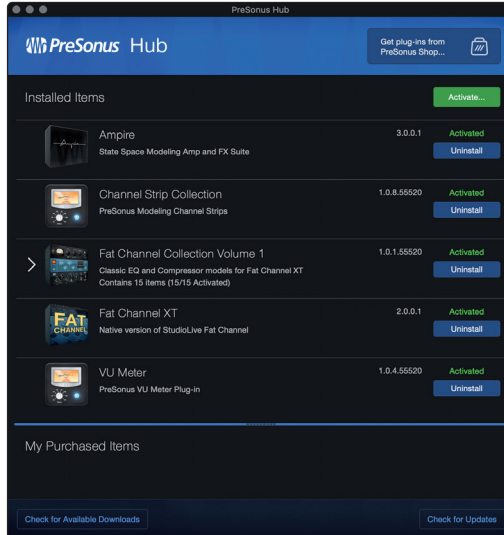 PreSonus Hub
PreSonus Hub
Get plug-ins from
PreSonus Shop...
Installed Items
Activate...
Ampire
3.0.0.1
Activated
State Space Modeling Amp and FX Suite
Uninstall
Channel Strip Collection
1.0.8.55520
Activated
PreSonus Modeling Channel Strips
Uninstall
Fat Channel Collection Volume 1
1.0.1.55520
Activated
Classic EQ and Compressor models for Fat Channel XT
Uninstall
Contains 15 items (15/15 Activated)
FAT
CHANNEL
Fat Channel XT
2.0.0.1
Activated
Native version of StudioLive Fat Channel
Uninstall
VU Meter
1.0.4.55520
Activated
PreSonus VU Meter Plug-in
Uninstall
My Purchased Items
Check for Available Downloads
Check for Updates